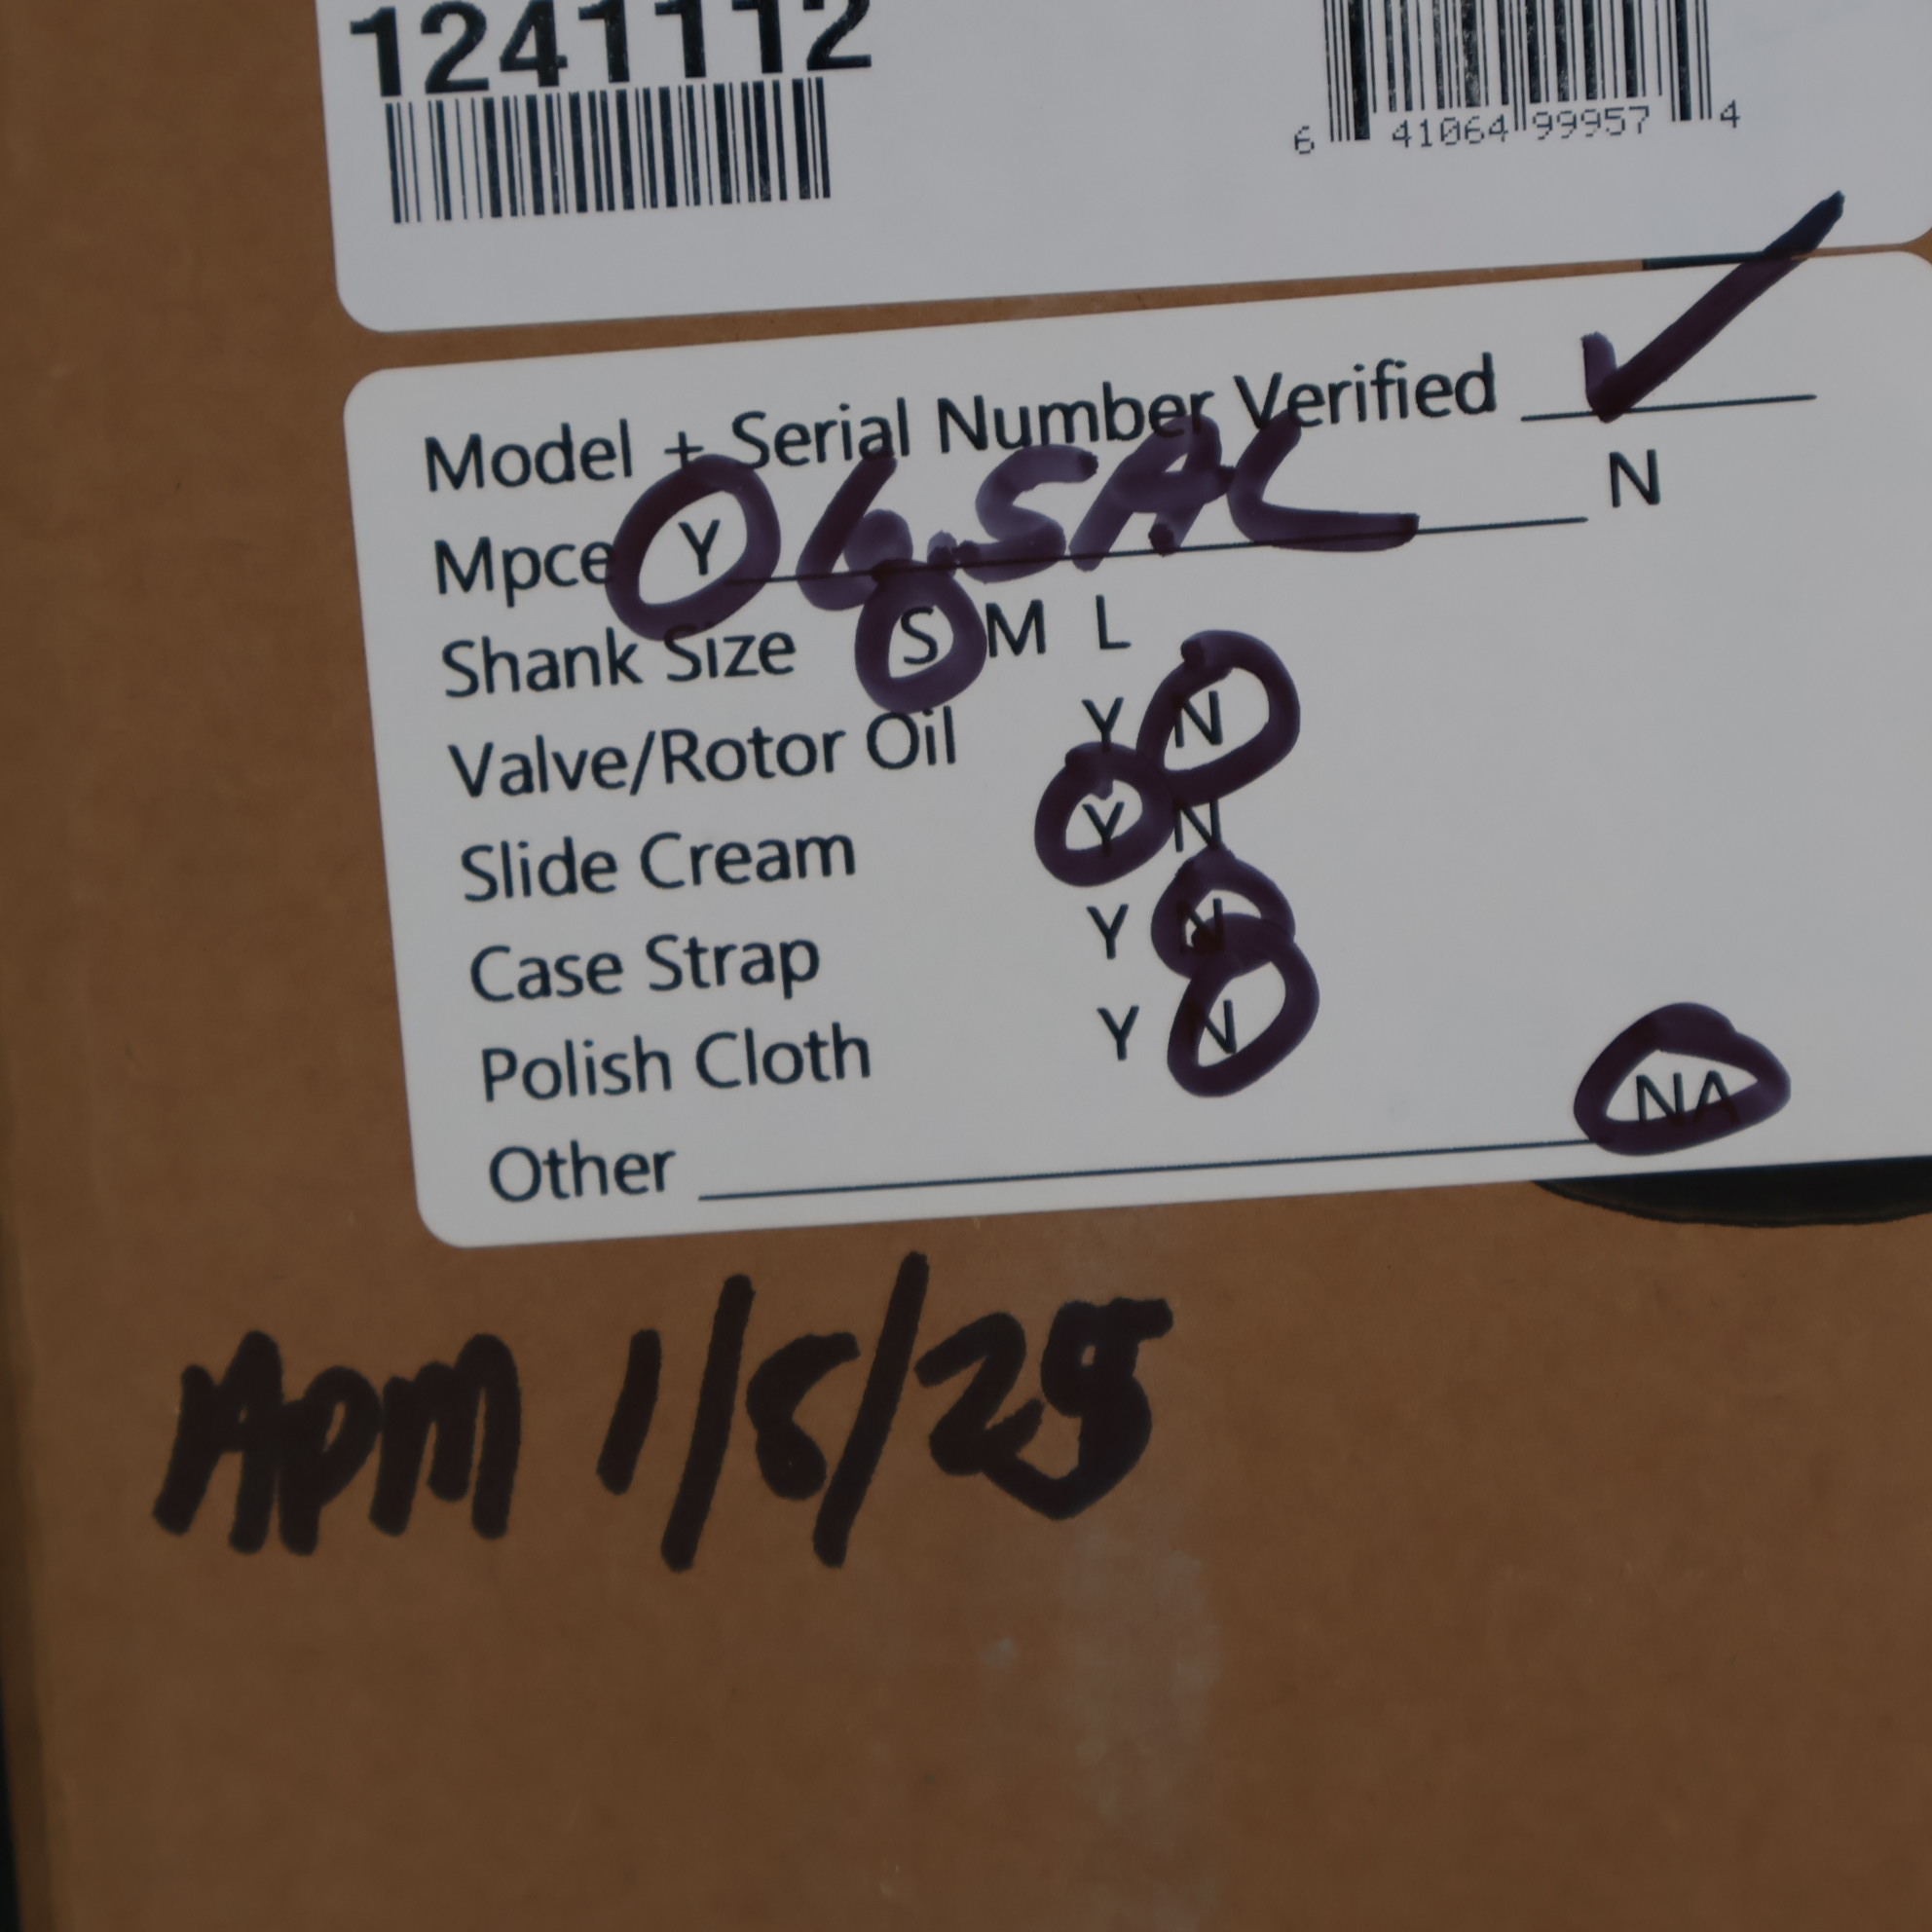 1241112
6 41064 99957 4
Model + Serial Number Verified ✓
Mpce Y 6.5AL N
Shank Size S M L
Valve/Rotor Oil Y N
Slide Cream Y N
Case Strap Y N
Polish Cloth Y N
Other NA
APM 1/8/25